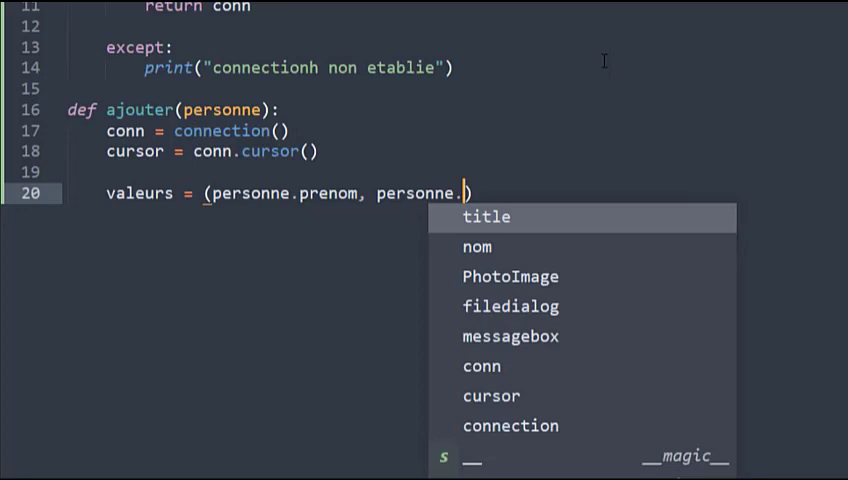 11 return conn
12
13 except:
14 print("connectionh non etablie")
15
16 def ajouter(personne):
17 conn = connection()
18 cursor = conn.cursor()
19
20 valeurs = (personne.prenom, personne.)
title
nom
PhotoImage
filedialog
messagebox
conn
cursor
connection
s __ __magic__